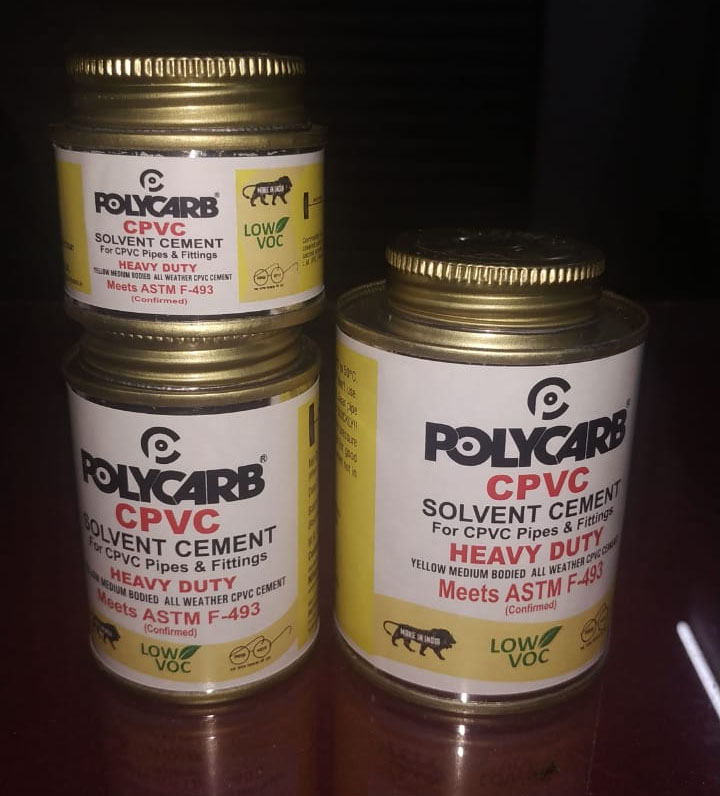 POLYCARB®
CPVC
SOLVENT CEMENT
For CPVC Pipes & Fittings
HEAVY DUTY
YELLOW MEDIUM BODIED ALL WEATHER CPVC CEMENT
Meets ASTM F-493
(Confirmed)
MAKE IN INDIA
LOW
VOC
POLYCARB®
CPVC
SOLVENT CEMENT
For CPVC Pipes & Fittings
HEAVY DUTY
MEDIUM BODIED ALL WEATHER CPVC CEMENT
Meets ASTM F-493
(Confirmed)
LOW
VOC
POLYCARB®
CPVC
SOLVENT CEMENT
For CPVC Pipes & Fittings
HEAVY DUTY
YELLOW MEDIUM BODIED ALL WEATHER CPVC CEMENT
Meets ASTM F-493
(Confirmed)
MAKE IN INDIA
LOW
VOC